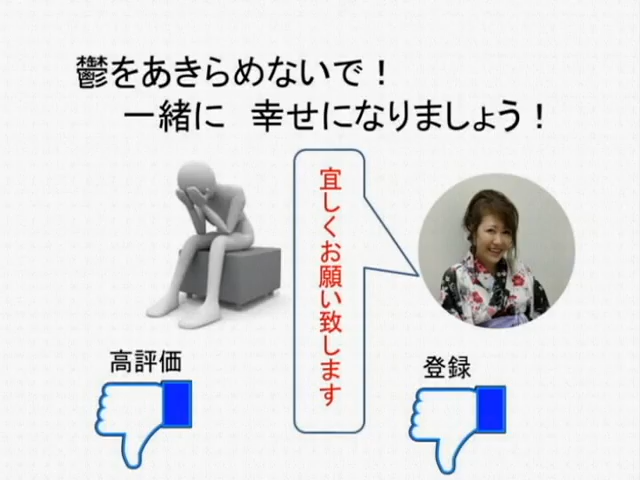 鬱をあきらめないで！
一緒に　幸せになりましょう！
宜しくお願い致します
高評価
登録